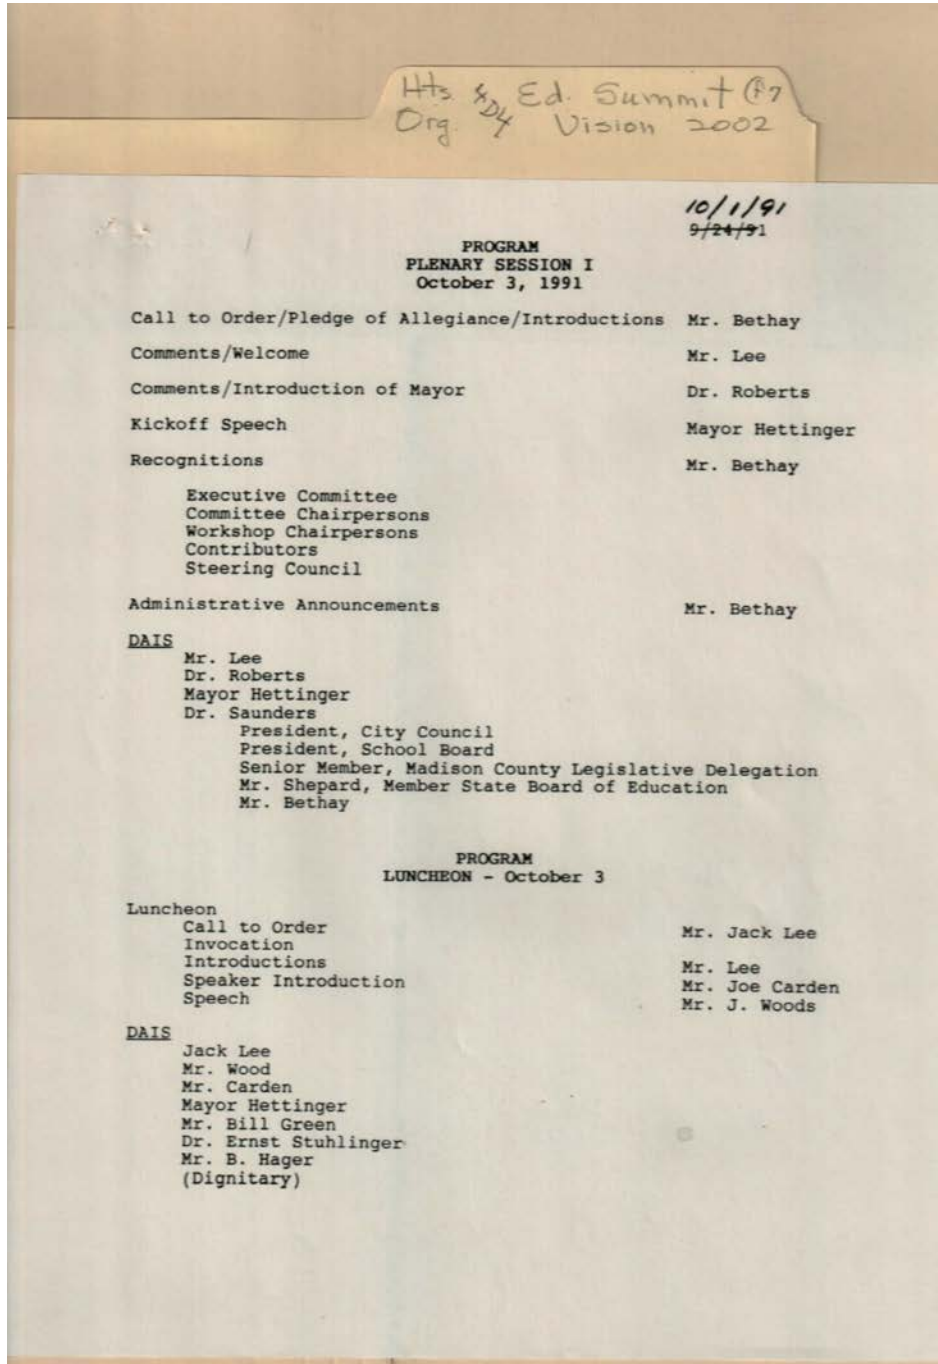 Hts. Ed. Summit
Org. Vision 2002
10/1/91
9/24/91
PROGRAM
PLENARY SESSION I
October 3, 1991
Call to Order/Pledge of Allegiance/Introductions Mr. Bethay
Comments/Welcome Mr. Lee
Comments/Introduction of Mayor Dr. Roberts
Kickoff Speech Mayor Hettinger
Recognitions Mr. Bethay
Executive Committee
Committee Chairpersons
Workshop Chairpersons
Contributors
Steering Council
Administrative Announcements Mr. Bethay
DAIS
Mr. Lee
Dr. Roberts
Mayor Hettinger
Dr. Saunders
President, City Council
President, School Board
Senior Member, Madison County Legislative Delegation
Mr. Shepard, Member State Board of Education
Mr. Bethay
PROGRAM
LUNCHEON - October 3
Luncheon
Call to Order Mr. Jack Lee
Invocation
Introductions Mr. Lee
Speaker Introduction Mr. Joe Carden
Speech Mr. J. Woods
DAIS
Jack Lee
Mr. Wood
Mr. Carden
Mayor Hettinger
Mr. Bill Green
Dr. Ernst Stuhlinger
Mr. B. Hager
(Dignitary)